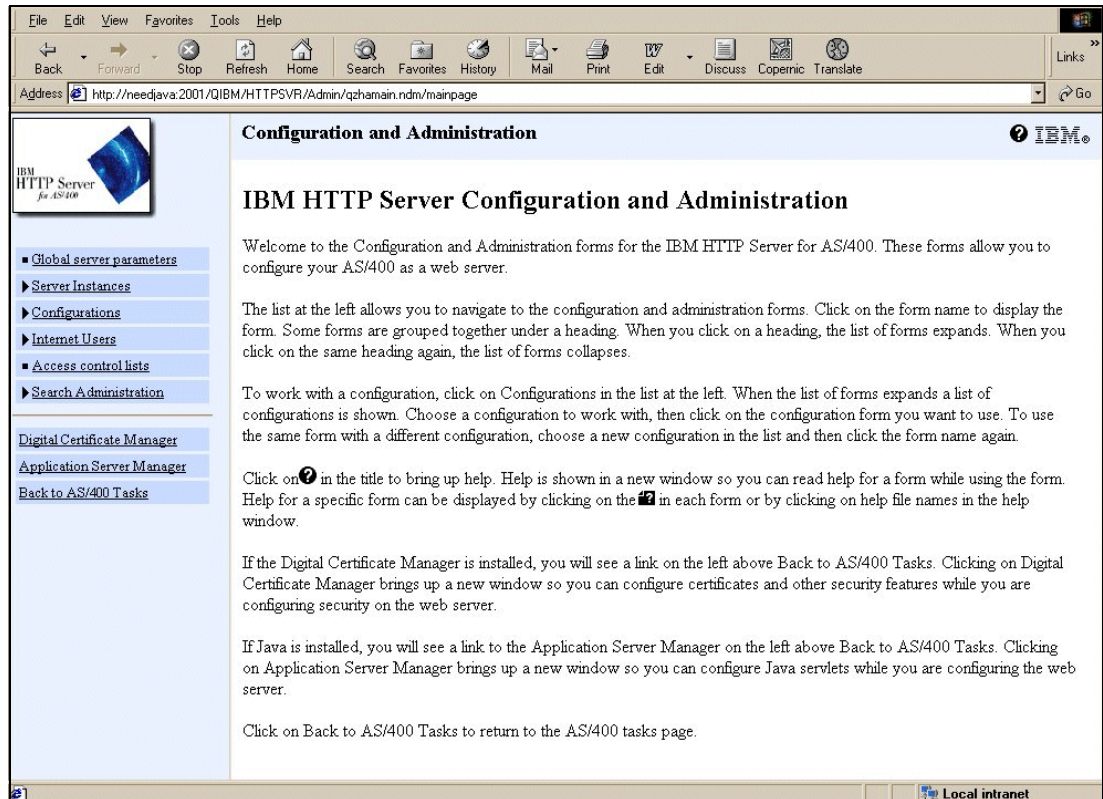 File Edit View Favorites Tools Help
Back Forward Stop Refresh Home Search Favorites History Mail Print Edit Discuss Copernic Translate
Links »
Address http://needjava:2001/QIBM/HTTPSVR/Admin/qzhamain.ndm/mainpage Go
IBM
HTTP Server
for AS/400
Global server parameters
Server Instances
Configurations
Internet Users
Access control lists
Search Administration
Digital Certificate Manager
Application Server Manager
Back to AS/400 Tasks
Configuration and Administration
? IBM®
IBM HTTP Server Configuration and Administration
Welcome to the Configuration and Administration forms for the IBM HTTP Server for AS/400. These forms allow you to
configure your AS/400 as a web server.
The list at the left allows you to navigate to the configuration and administration forms. Click on the form name to display the
form. Some forms are grouped together under a heading. When you click on a heading, the list of forms expands. When you
click on the same heading again, the list of forms collapses.
To work with a configuration, click on Configurations in the list at the left. When the list of forms expands a list of
configurations is shown. Choose a configuration to work with, then click on the configuration form you want to use. To use
the same form with a different configuration, choose a new configuration in the list and then click the form name again.
Click on ? in the title to bring up help. Help is shown in a new window so you can read help for a form while using the form.
Help for a specific form can be displayed by clicking on the ? in each form or by clicking on help file names in the help
window.
If the Digital Certificate Manager is installed, you will see a link on the left above Back to AS/400 Tasks. Clicking on Digital
Certificate Manager brings up a new window so you can configure certificates and other security features while you are
configuring security on the web server.
If Java is installed, you will see a link to the Application Server Manager on the left above Back to AS/400 Tasks. Clicking
on Application Server Manager brings up a new window so you can configure Java servlets while you are configuring the web
server.
Click on Back to AS/400 Tasks to return to the AS/400 tasks page.
Local intranet